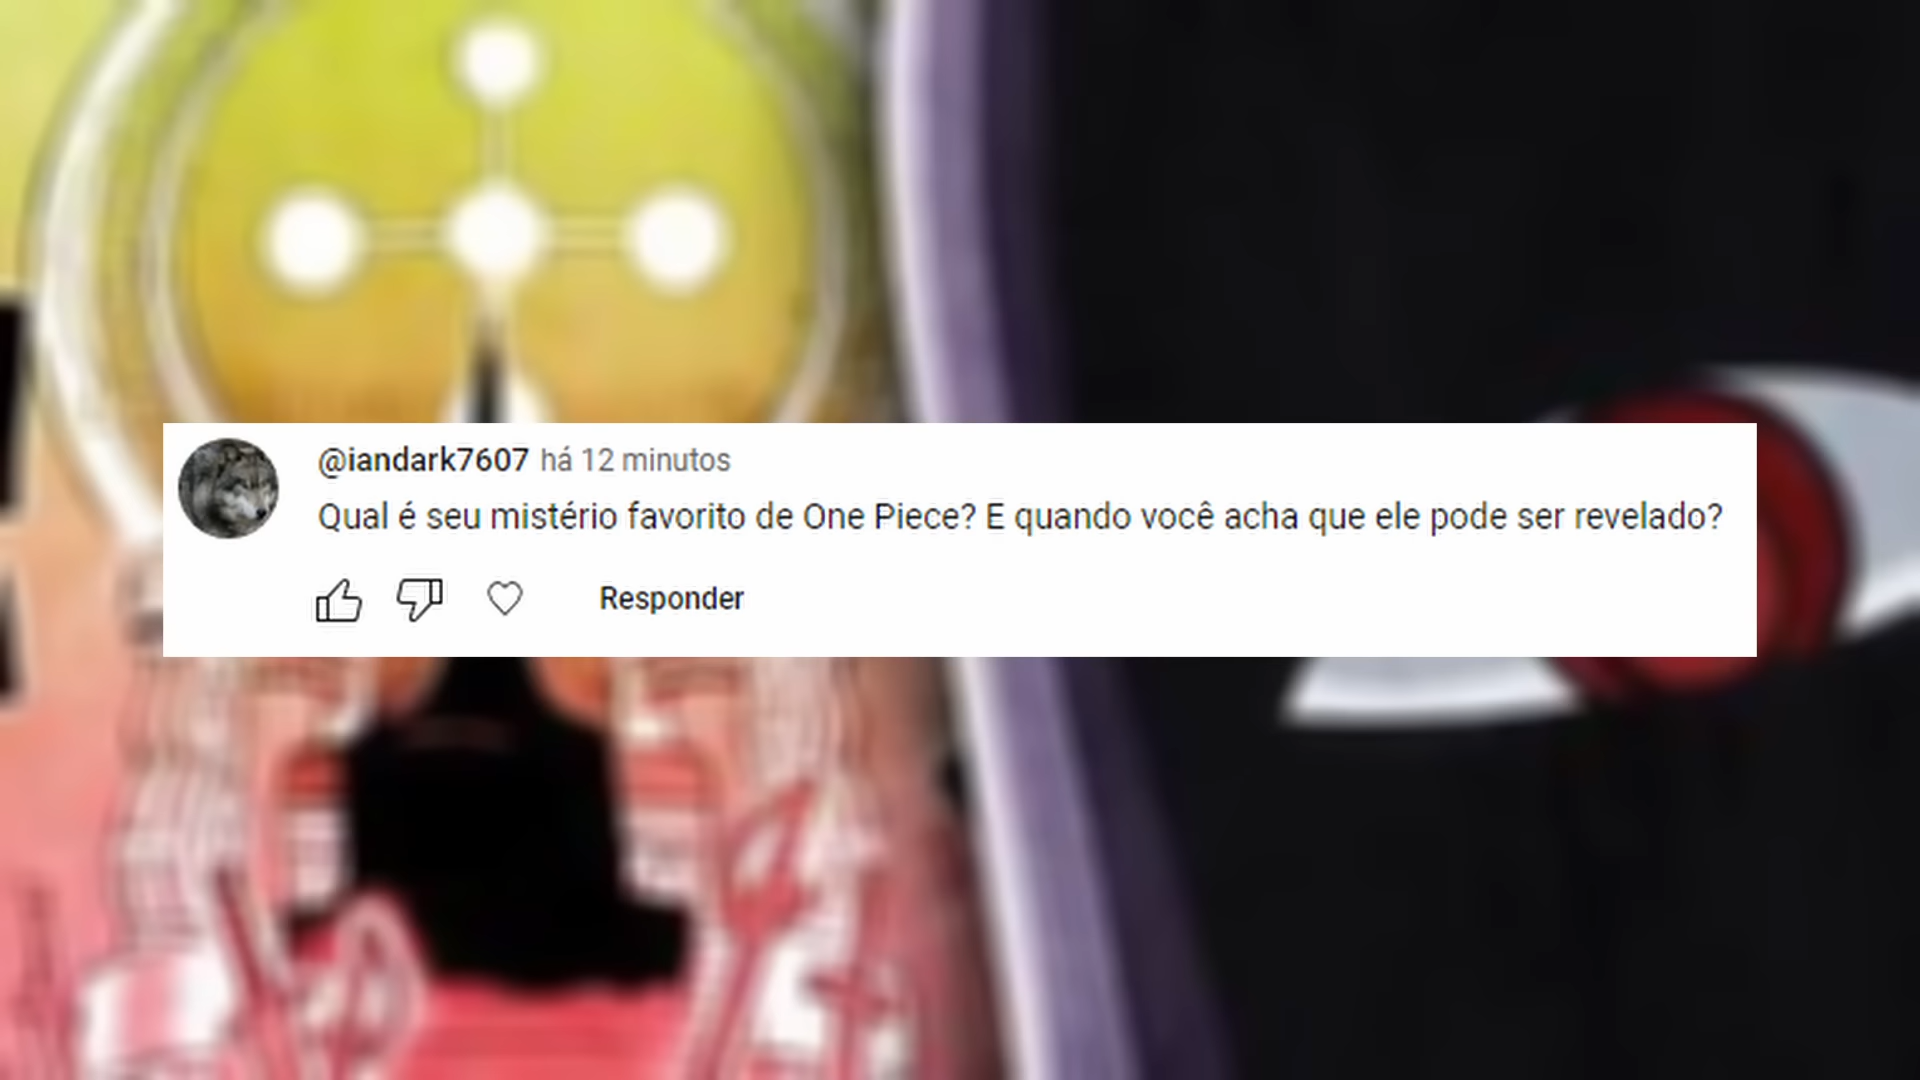 @iandark7607 há 12 minutos
Qual é seu mistério favorito de One Piece? E quando você acha que ele pode ser revelado?
Responder